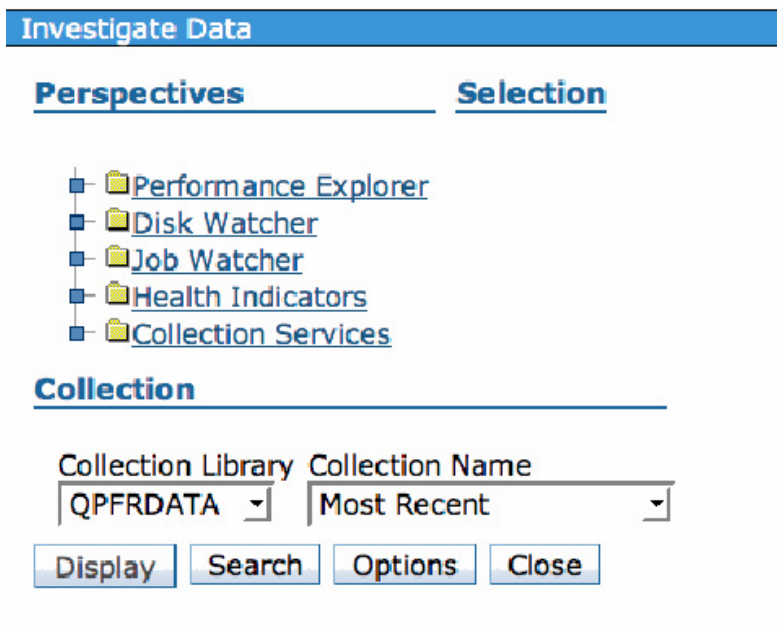 Investigate Data
Perspectives Selection
Performance Explorer
Disk Watcher
Job Watcher
Health Indicators
Collection Services
Collection
Collection Library Collection Name
QPFRDATA Most Recent
Display Search Options Close